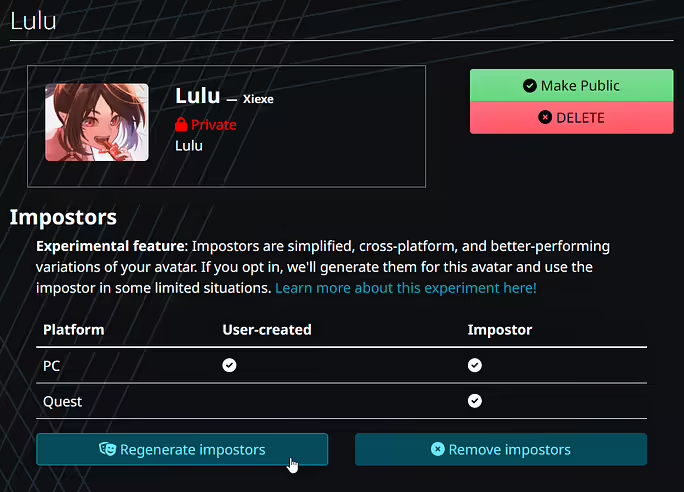 Lulu
Lulu — Xiexe
Private
Lulu
Make Public
DELETE
Impostors
Experimental feature: Impostors are simplified, cross-platform, and better-performing
variations of your avatar. If you opt in, we'll generate them for this avatar and use the
impostor in some limited situations. Learn more about this experiment here!
Platform User-created Impostor
PC
Quest
Regenerate impostors Remove impostors